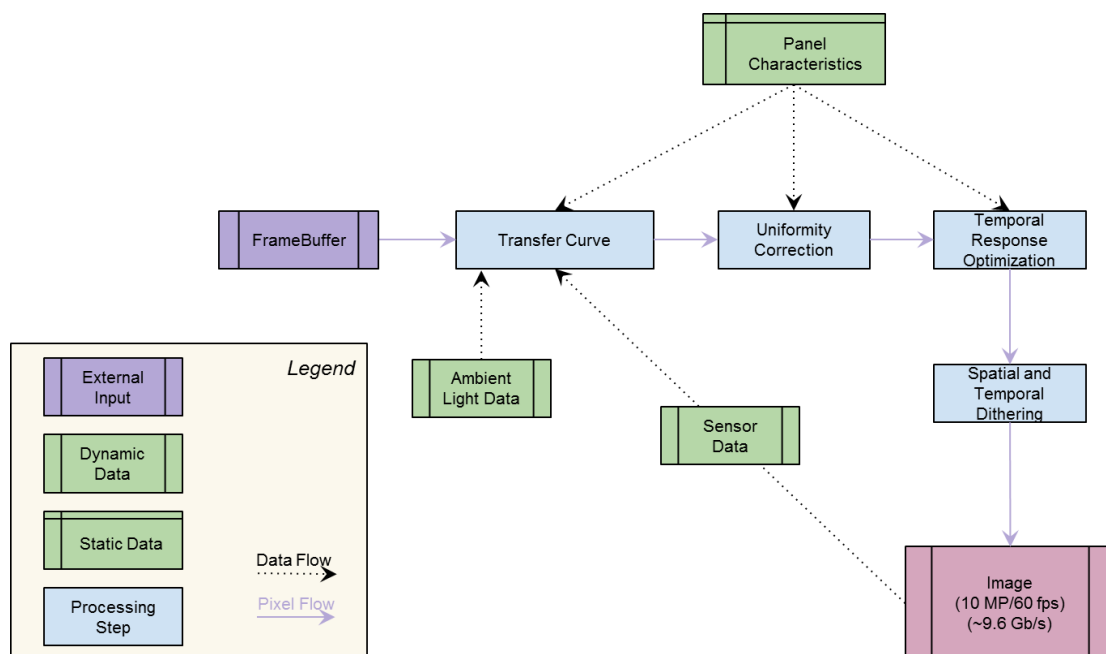 Panel
Characteristics
FrameBuffer
Transfer Curve
Uniformity
Correction
Temporal
Response
Optimization
Legend
External
Input
Ambient
Light Data
Spatial and
Temporal
Dithering
Sensor
Data
Dynamic
Data
Static Data
Data Flow
Processing
Step
Pixel Flow
Image
(10 MP/60 fps)
(~9.6 Gb/s)